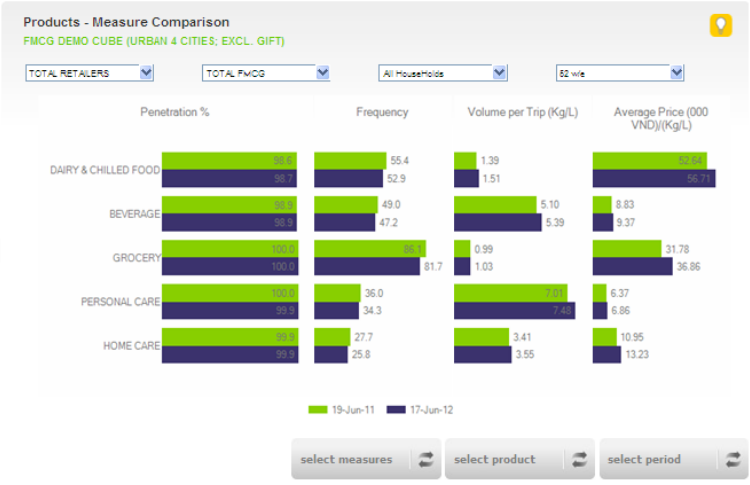 Products - Measure Comparison
FMCG DEMO CUBE (URBAN 4 CITIES; EXCL. GIFT)
TOTAL RETAILERS TOTAL FMCG All HouseHolds 52 w/e
Penetration % Frequency Volume per Trip (Kg/L) Average Price (000
VND)/(Kg/L)
DAIRY & CHILLED FOOD
98.6 55.4 1.39 52.64
98.7 52.9 1.51 56.71
BEVERAGE
98.9 49.0 5.10 8.83
98.9 47.2 5.39 9.37
GROCERY
100.0 86.1 0.99 31.78
100.0 81.7 1.03 36.86
PERSONAL CARE
100.0 36.0 7.01 6.37
99.9 34.3 7.48 6.86
HOME CARE
99.9 27.7 3.41 10.95
99.9 25.8 3.55 13.23
19-Jun-11 17-Jun-12
select measures select product select period